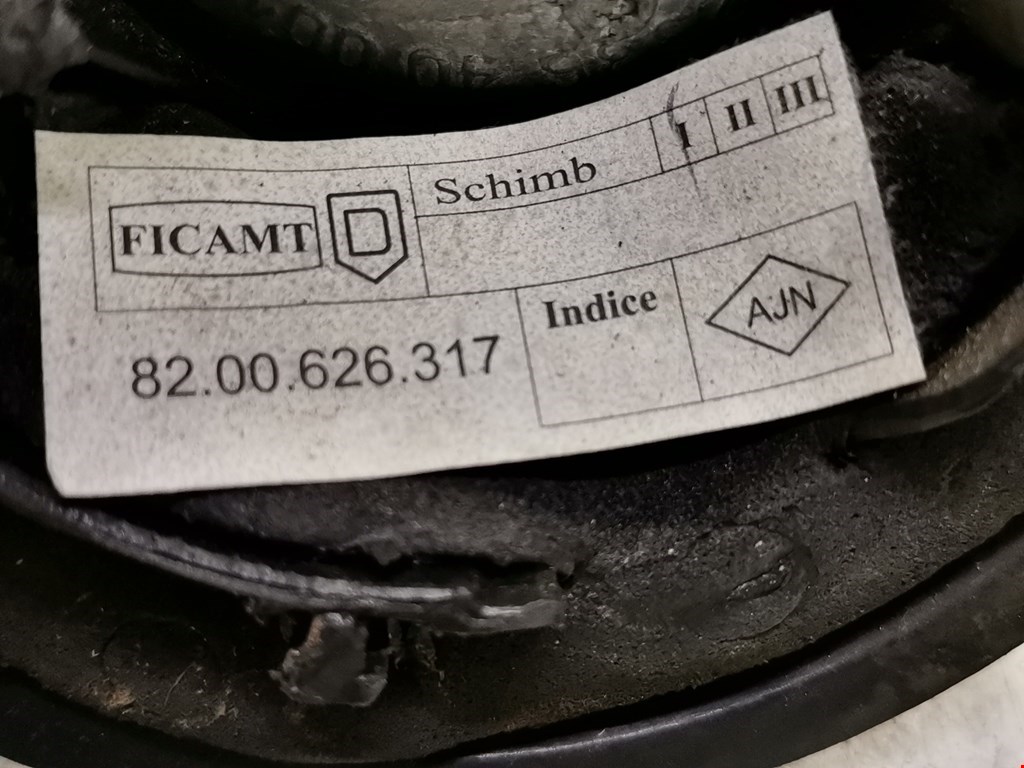 FICAMT D
Schimb I II III
82.00.626.317
Indice
AJN